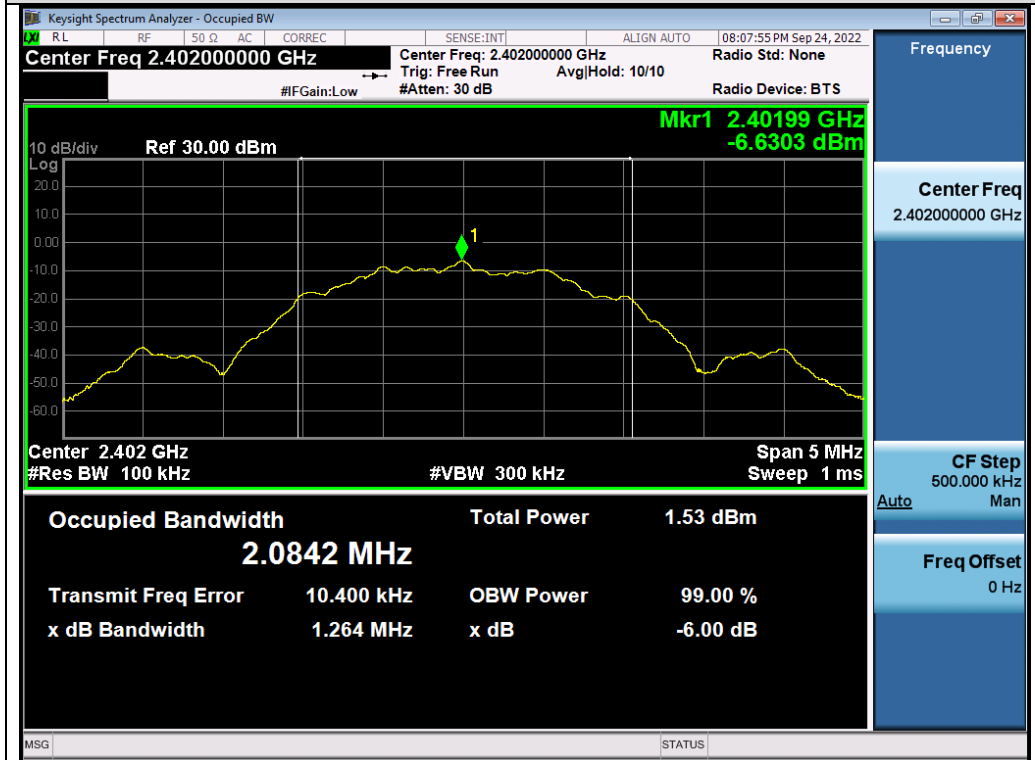 Keysight Spectrum Analyzer - Occupied BW
LXI RL RF 50 Ω AC CORREC SENSE:INT ALIGN AUTO 08:07:55 PM Sep 24, 2022
Center Freq 2.402000000 GHz
Center Freq: 2.402000000 GHz
Radio Std: None
Trig: Free Run Avg|Hold: 10/10
#IFGain:Low
#Atten: 30 dB
Radio Device: BTS
Mkr1 2.40199 GHz
-6.6303 dBm
10 dB/div Ref 30.00 dBm
Log
20.0
10.0
0.00
-10.0
-20.0
-30.0
-40.0
-50.0
-60.0
1
Center 2.402 GHz Span 5 MHz
#Res BW 100 kHz #VBW 300 kHz Sweep 1 ms
Occupied Bandwidth Total Power 1.53 dBm
2.0842 MHz
Transmit Freq Error 10.400 kHz OBW Power 99.00 %
x dB Bandwidth 1.264 MHz x dB -6.00 dB
MSG STATUS
Frequency
Center Freq
2.402000000 GHz
CF Step
500.000 kHz
Auto Man
Freq Offset
0 Hz